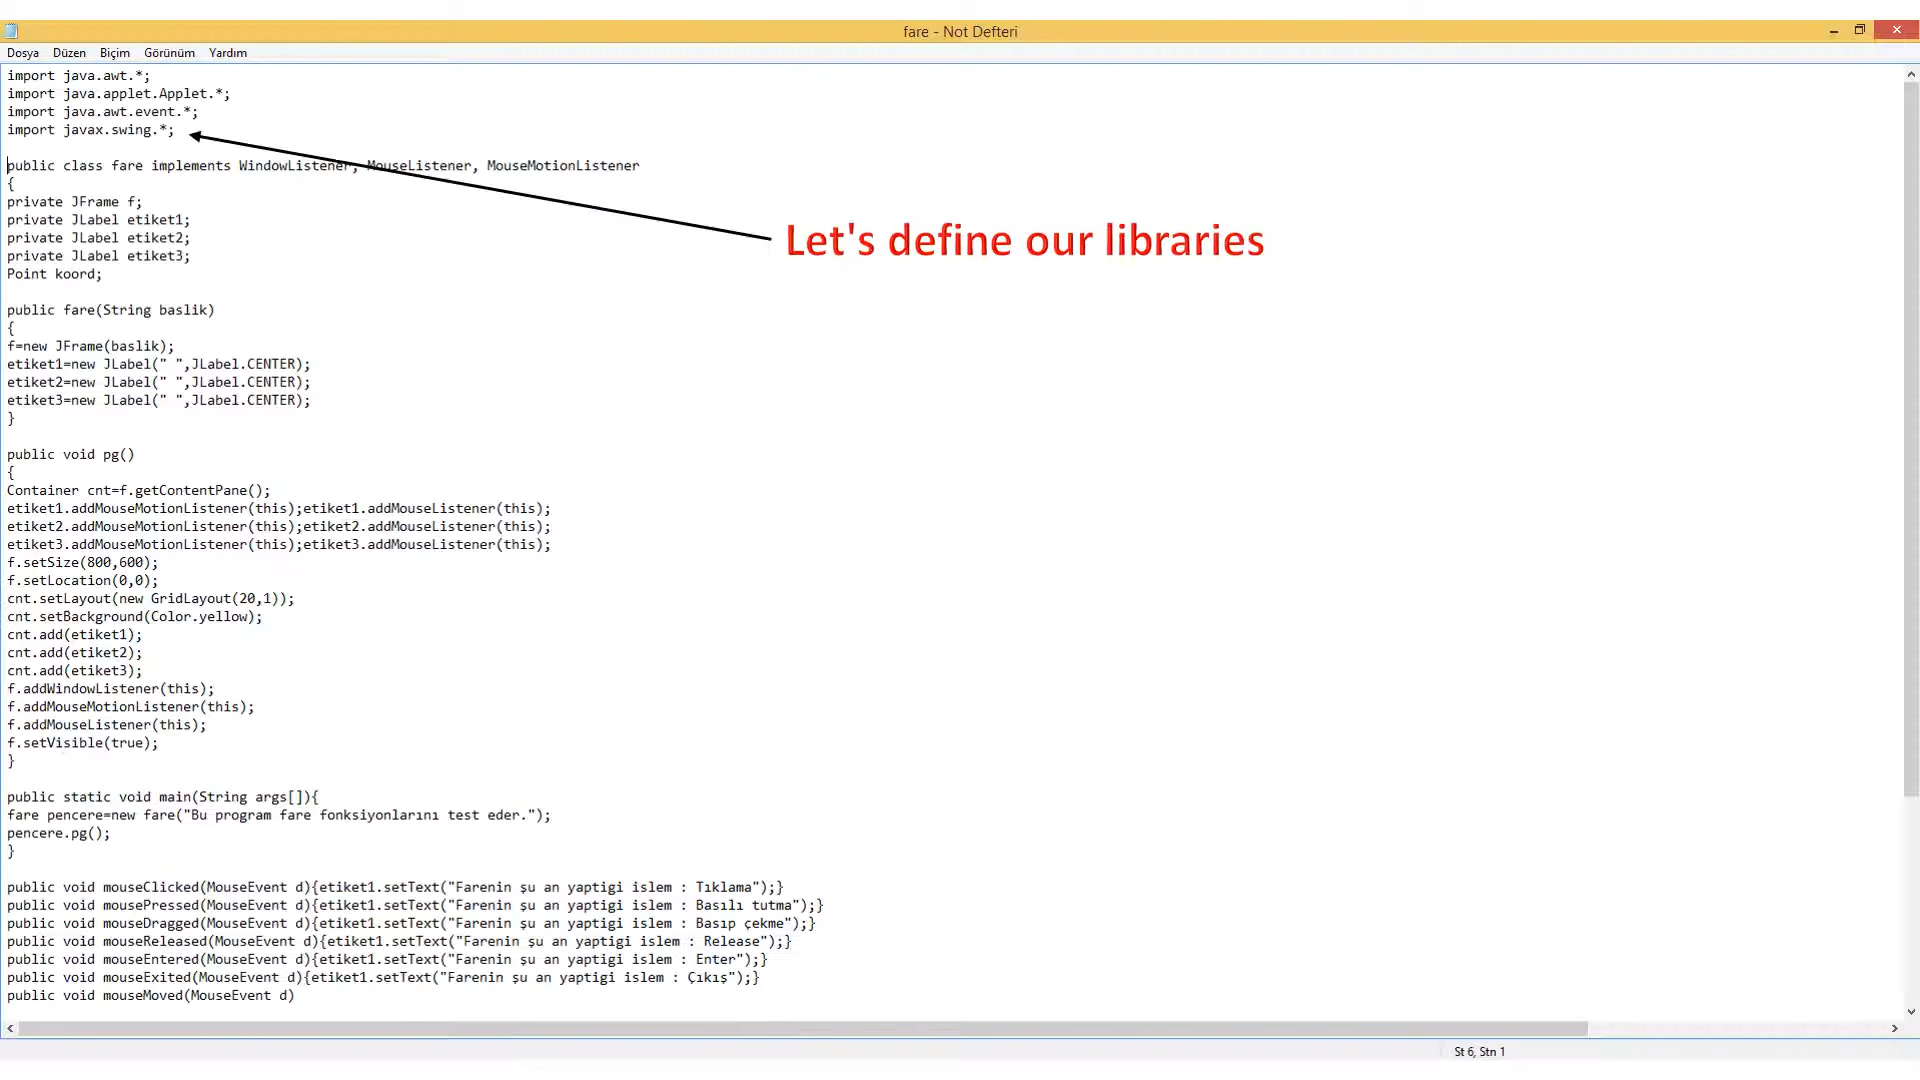 fare - Not Defteri
Dosya Düzen Biçim Görünüm Yardım
import java.awt.*;
import java.applet.Applet.*;
import java.awt.event.*;
import javax.swing.*;
public class fare implements WindowListener, MouseListener, MouseMotionListener
{
private JFrame f;
private JLabel etiket1;
private JLabel etiket2;
private JLabel etiket3;
Point koord;
Let's define our libraries
public fare(String baslik)
{
f=new JFrame(baslik);
etiket1=new JLabel(" ",JLabel.CENTER);
etiket2=new JLabel(" ",JLabel.CENTER);
etiket3=new JLabel(" ",JLabel.CENTER);
}
public void pg()
{
Container cnt=f.getContentPane();
etiket1.addMouseMotionListener(this);etiket1.addMouseListener(this);
etiket2.addMouseMotionListener(this);etiket2.addMouseListener(this);
etiket3.addMouseMotionListener(this);etiket3.addMouseListener(this);
f.setSize(800,600);
f.setLocation(0,0);
cnt.setLayout(new GridLayout(20,1));
cnt.setBackground(Color.yellow);
cnt.add(etiket1);
cnt.add(etiket2);
cnt.add(etiket3);
f.addWindowListener(this);
f.addMouseMotionListener(this);
f.addMouseListener(this);
f.setVisible(true);
}
public static void main(String args[]){
fare pencere=new fare("Bu program fare fonksiyonlarını test eder.");
pencere.pg();
}
public void mouseClicked(MouseEvent d){etiket1.setText("Farenin şu an yaptigi islem : Tıklama");}
public void mousePressed(MouseEvent d){etiket1.setText("Farenin şu an yaptigi islem : Basılı tutma");}
public void mouseDragged(MouseEvent d){etiket1.setText("Farenin şu an yaptigi islem : Basıp çekme");}
public void mouseReleased(MouseEvent d){etiket1.setText("Farenin şu an yaptigi islem : Release");}
public void mouseEntered(MouseEvent d){etiket1.setText("Farenin şu an yaptigi islem : Enter");}
public void mouseExited(MouseEvent d){etiket1.setText("Farenin şu an yaptigi islem : Çıkış");}
public void mouseMoved(MouseEvent d)
St 6, Stn 1